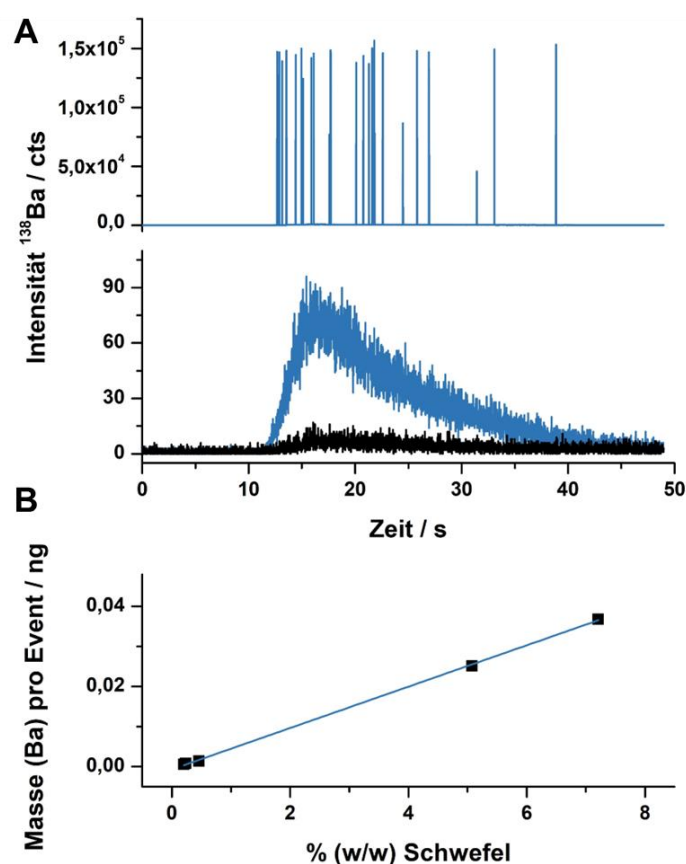 A
Intensität ¹³⁸Ba / cts
1,5x10⁵
1,0x10⁵
5,0x10⁴
0,0
90
60
30
0
0 10 20 30 40 50
Zeit / s
B
Masse (Ba) pro Event / ng
0,04
0,02
0,00
0 2 4 6 8
% (w/w) Schwefel